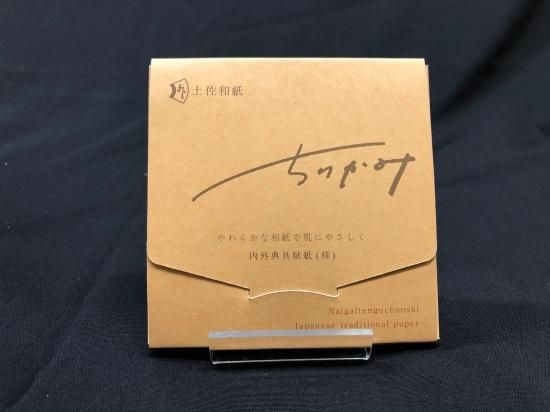 土佐和紙
ちりがみ
やわらかな和紙で肌にやさしく
内外典具帖紙(株)
Naigaitenguchoushi
Japanese traditional paper